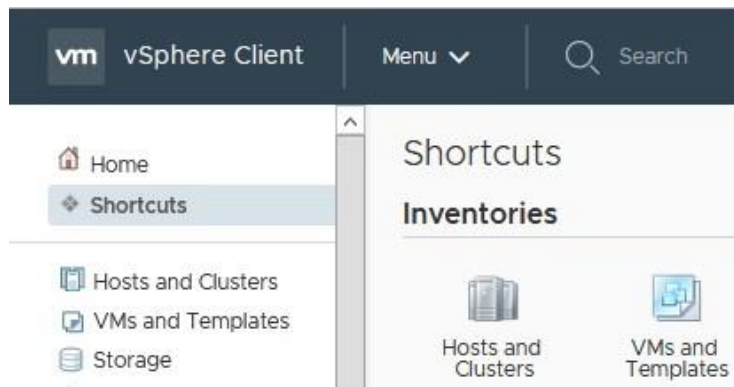 vm vSphere Client Menu Search
Home
Shortcuts
Hosts and Clusters
VMs and Templates
Storage
Shortcuts
Inventories
Hosts and
Clusters
VMs and
Templates